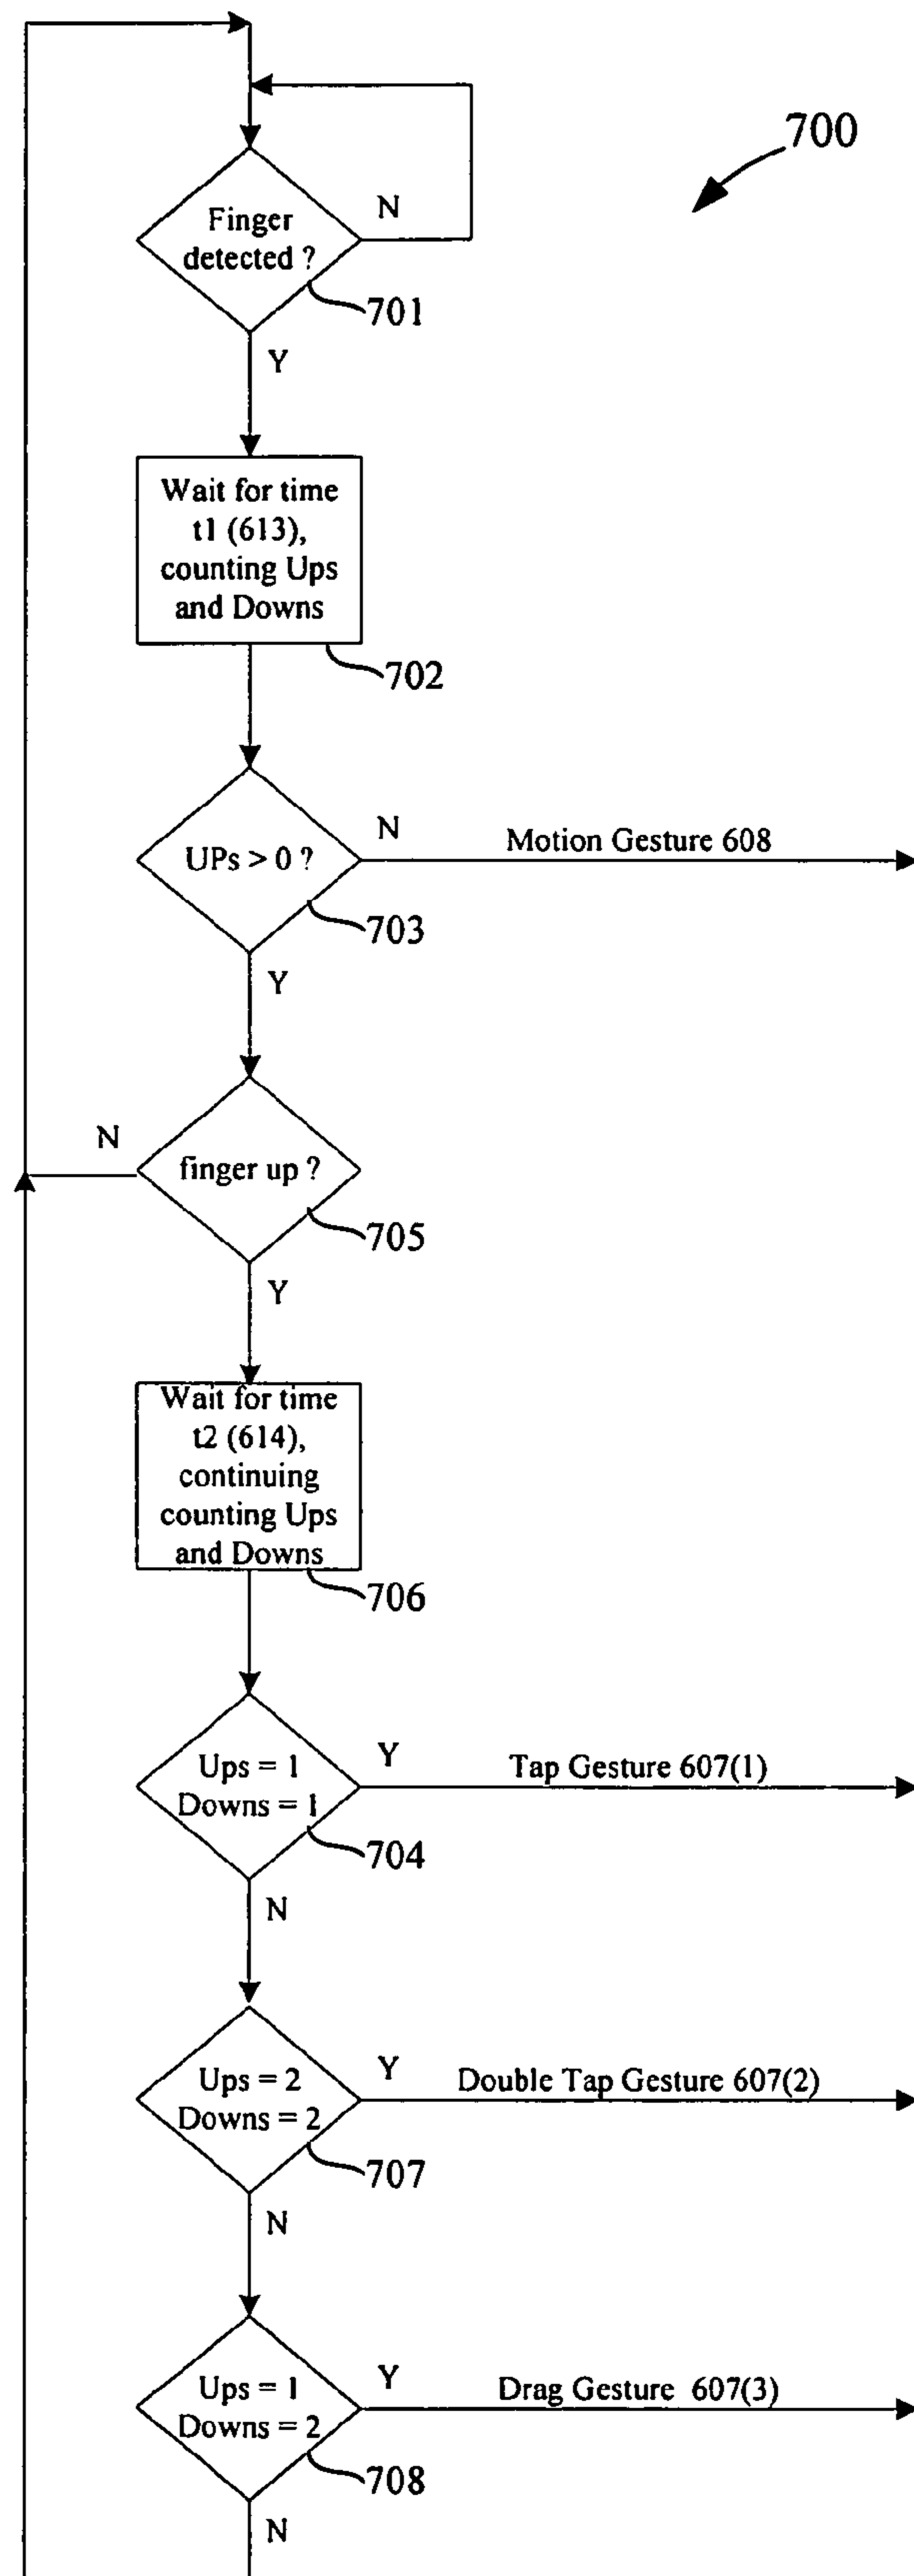 700
Finger
detected ?
N
701
Y
Wait for time
t1 (613),
counting Ups
and Downs
702
UPs > 0 ?
N
Motion Gesture 608
703
Y
N
finger up ?
705
Y
Wait for time
t2 (614),
continuing
counting Ups
and Downs
706
Ups = 1
Downs = 1
Y
Tap Gesture 607(1)
704
N
Ups = 2
Downs = 2
Y
Double Tap Gesture 607(2)
707
N
Ups = 1
Downs = 2
Y
Drag Gesture 607(3)
708
N